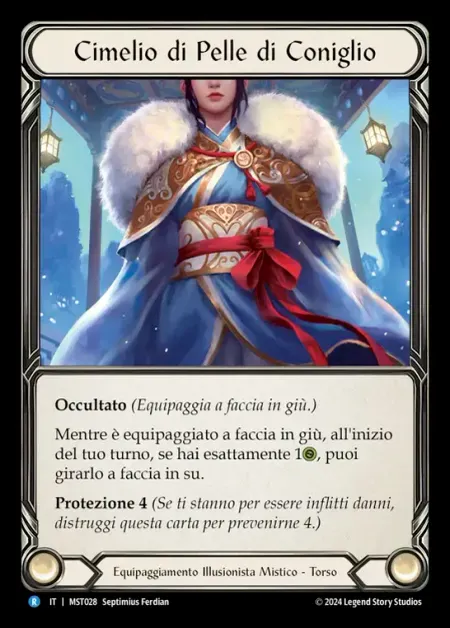 Cimelio di Pelle di Coniglio
Occultato (Equipaggia a faccia in giù.)
Mentre è equipaggiato a faccia in giù, all'inizio
del tuo turno, se hai esattamente 1, puoi
girarlo a faccia in su.
Protezione 4 (Se ti stanno per essere inflitti danni,
distruggi questa carta per prevenirne 4.)
Equipaggiamento Illusionista Mistico - Torso
R IT | MST028 Septimius Ferdian © 2024 Legend Story Studios